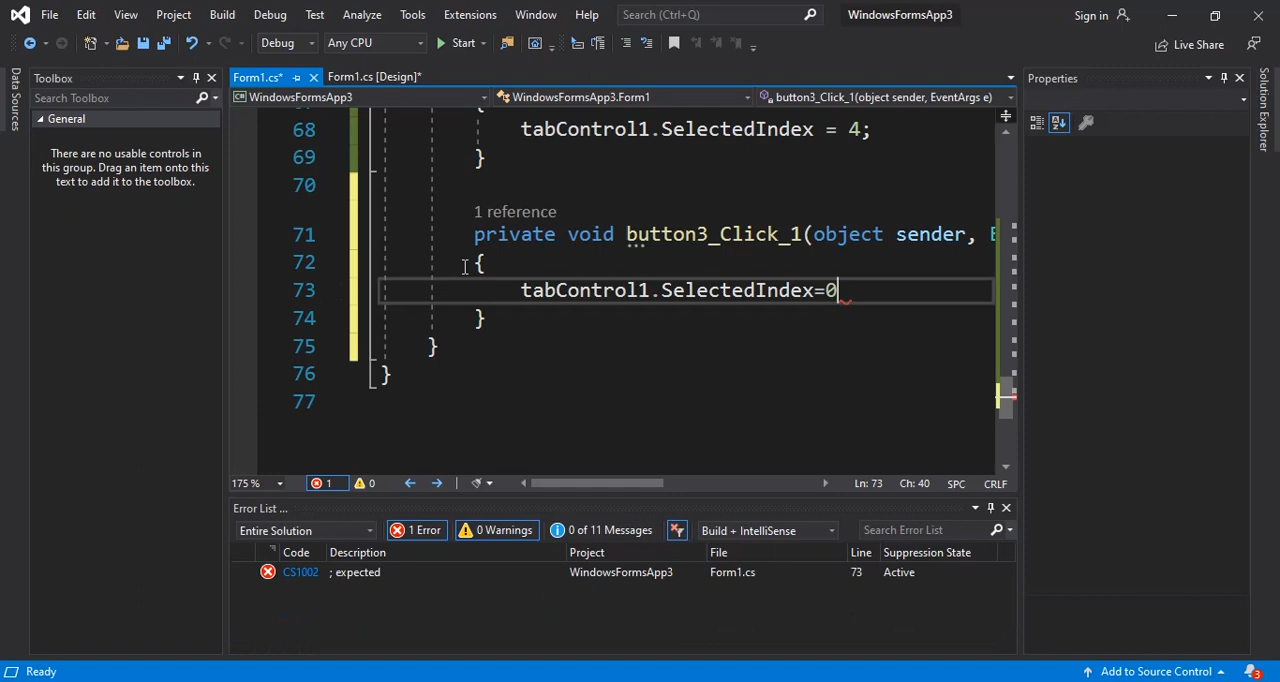 File Edit View Project Build Debug Test Analyze Tools Extensions Window Help Search (Ctrl+Q) WindowsFormsApp3 Sign in
Debug Any CPU Start Live Share
Data Sources
Toolbox
Search Toolbox
General
There are no usable controls in
this group. Drag an item onto this
text to add it to the toolbox.
Form1.cs* Form1.cs [Design]*
WindowsFormsApp3 WindowsFormsApp3.Form1 button3_Click_1(object sender, EventArgs e)
{
68 tabControl1.SelectedIndex = 4;
69 }
70
1 reference
71 private void button3_Click_1(object sender, E
72 {
73 tabControl1.SelectedIndex=0
74 }
75 }
76 }
77
175 % 1 0 Ln: 73 Ch: 40 SPC CRLF
Error List ...
Entire Solution 1 Error 0 Warnings 0 of 11 Messages Build + IntelliSense Search Error List
Code Description Project File Line Suppression State
CS1002 ; expected WindowsFormsApp3 Form1.cs 73 Active
Properties
Solution Explorer
Ready Add to Source Control 3